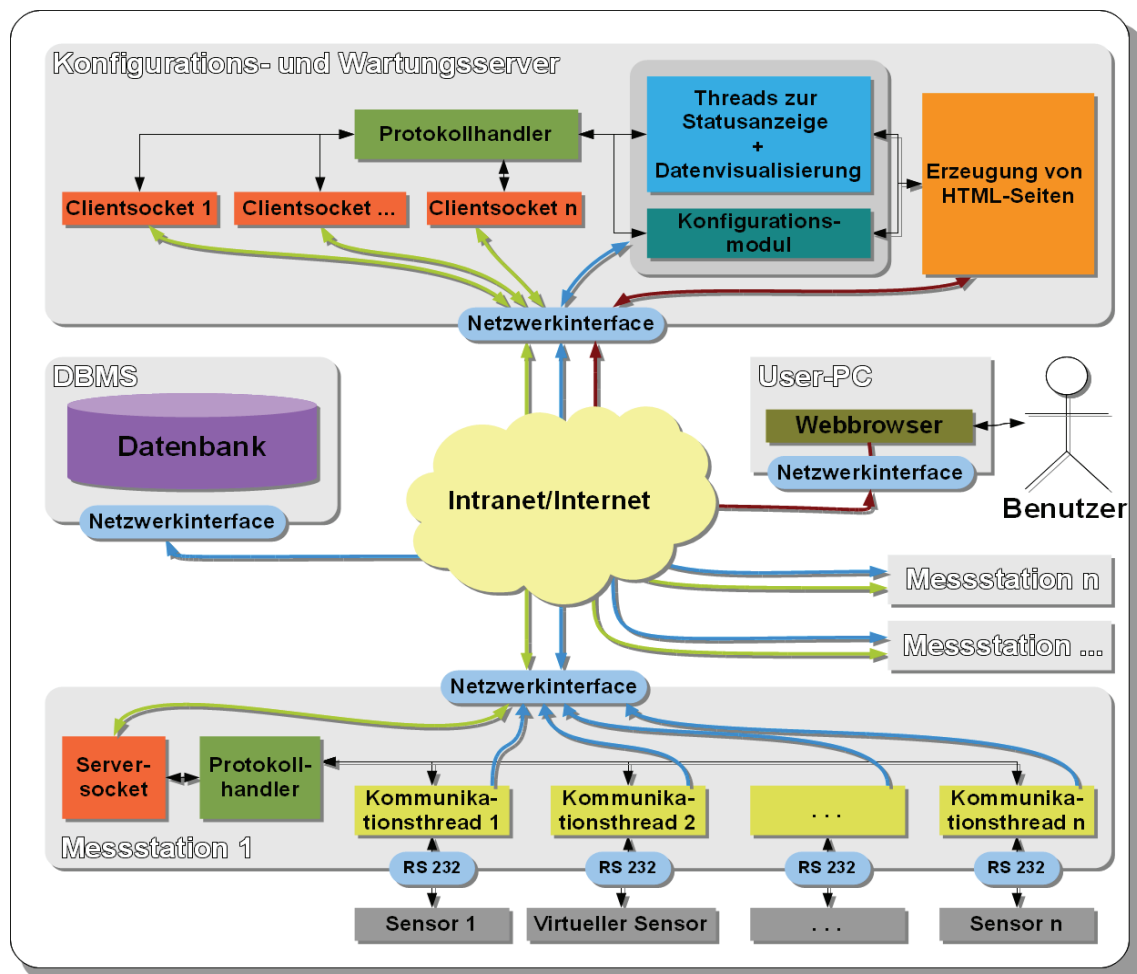 Konfigurations- und Wartungsserver
Threads zur
Statusanzeige
+
Datenvisualisierung
Protokollhandler
Erzeugung von
HTML-Seiten
Clientsocket 1
Clientsocket ...
Clientsocket n
Konfigurations-
modul
Netzwerkinterface
DBMS
Datenbank
Netzwerkinterface
Intranet/Internet
User-PC
Webbrowser
Netzwerkinterface
Benutzer
Messstation n
Messstation ...
Netzwerkinterface
Server-
socket
Protokoll-
handler
Kommunika-
tionsthread 1
Kommunika-
tionsthread 2
. . .
Kommunika-
tionsthread n
Messstation 1
RS 232
RS 232
RS 232
RS 232
Sensor 1
Virtueller Sensor
. . .
Sensor n